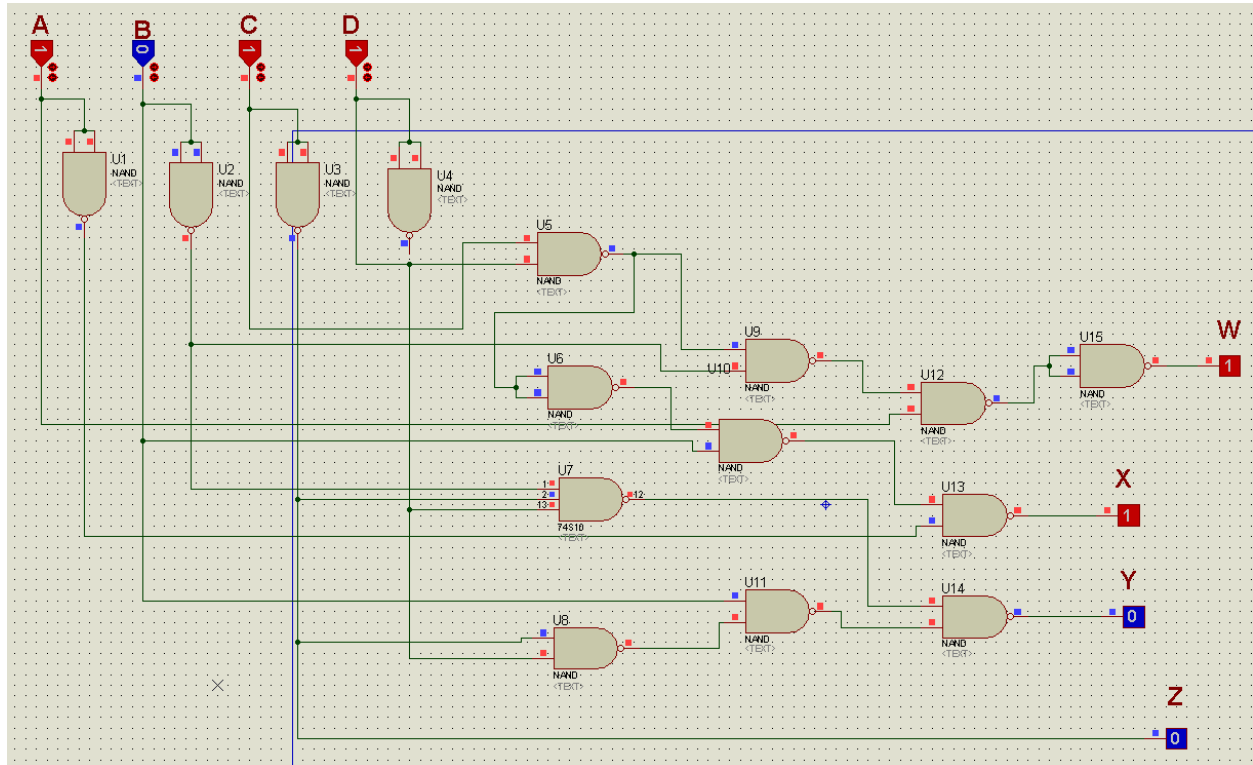 A B C D
1 0 1 1
U1
NAND
<TEXT>
U2
NAND
<TEXT>
U3
NAND
<TEXT>
U4
NAND
<TEXT>
U5
NAND
<TEXT>
U9
U10
NAND
<TEXT>
U6
NAND
<TEXT>
U12
NAND
<TEXT>
U15
NAND
<TEXT>
W
1
NAND
<TEXT>
U7
1
2
13
12
74S10
<TEXT>
U13
NAND
<TEXT>
X
1
U11
NAND
<TEXT>
U14
NAND
<TEXT>
Y
0
U8
NAND
<TEXT>
Z
0